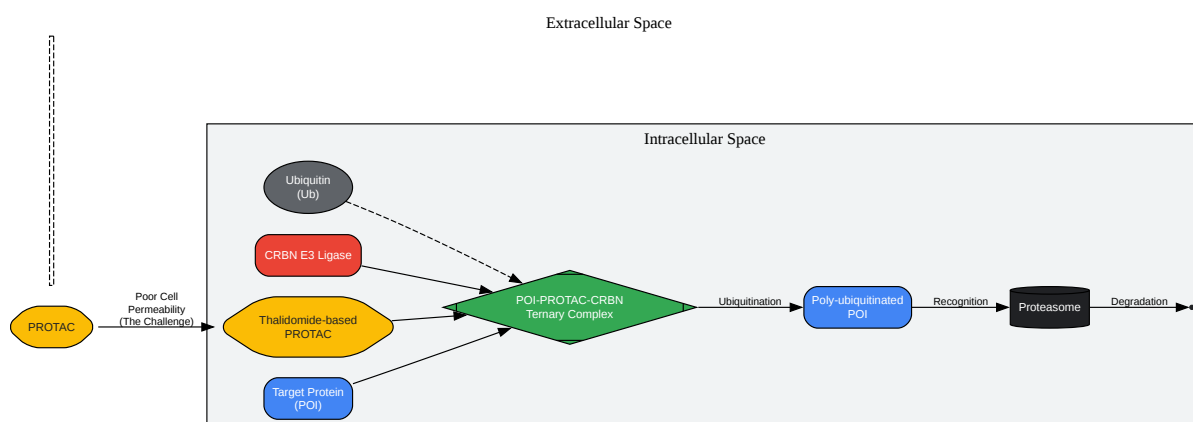 Extracellular Space
Intracellular Space
Ubiquitin
(Ub)
CRBN E3 Ligase
Poor Cell
Permeability
(The Challenge)
PROTAC
Thalidomide-based
PROTAC
Target Protein
(POI)
POI-PROTAC-CRBN
Ternary Complex
Ubiquitination
Poly-ubiquitinated
POI
Recognition
Proteasome
Degradation